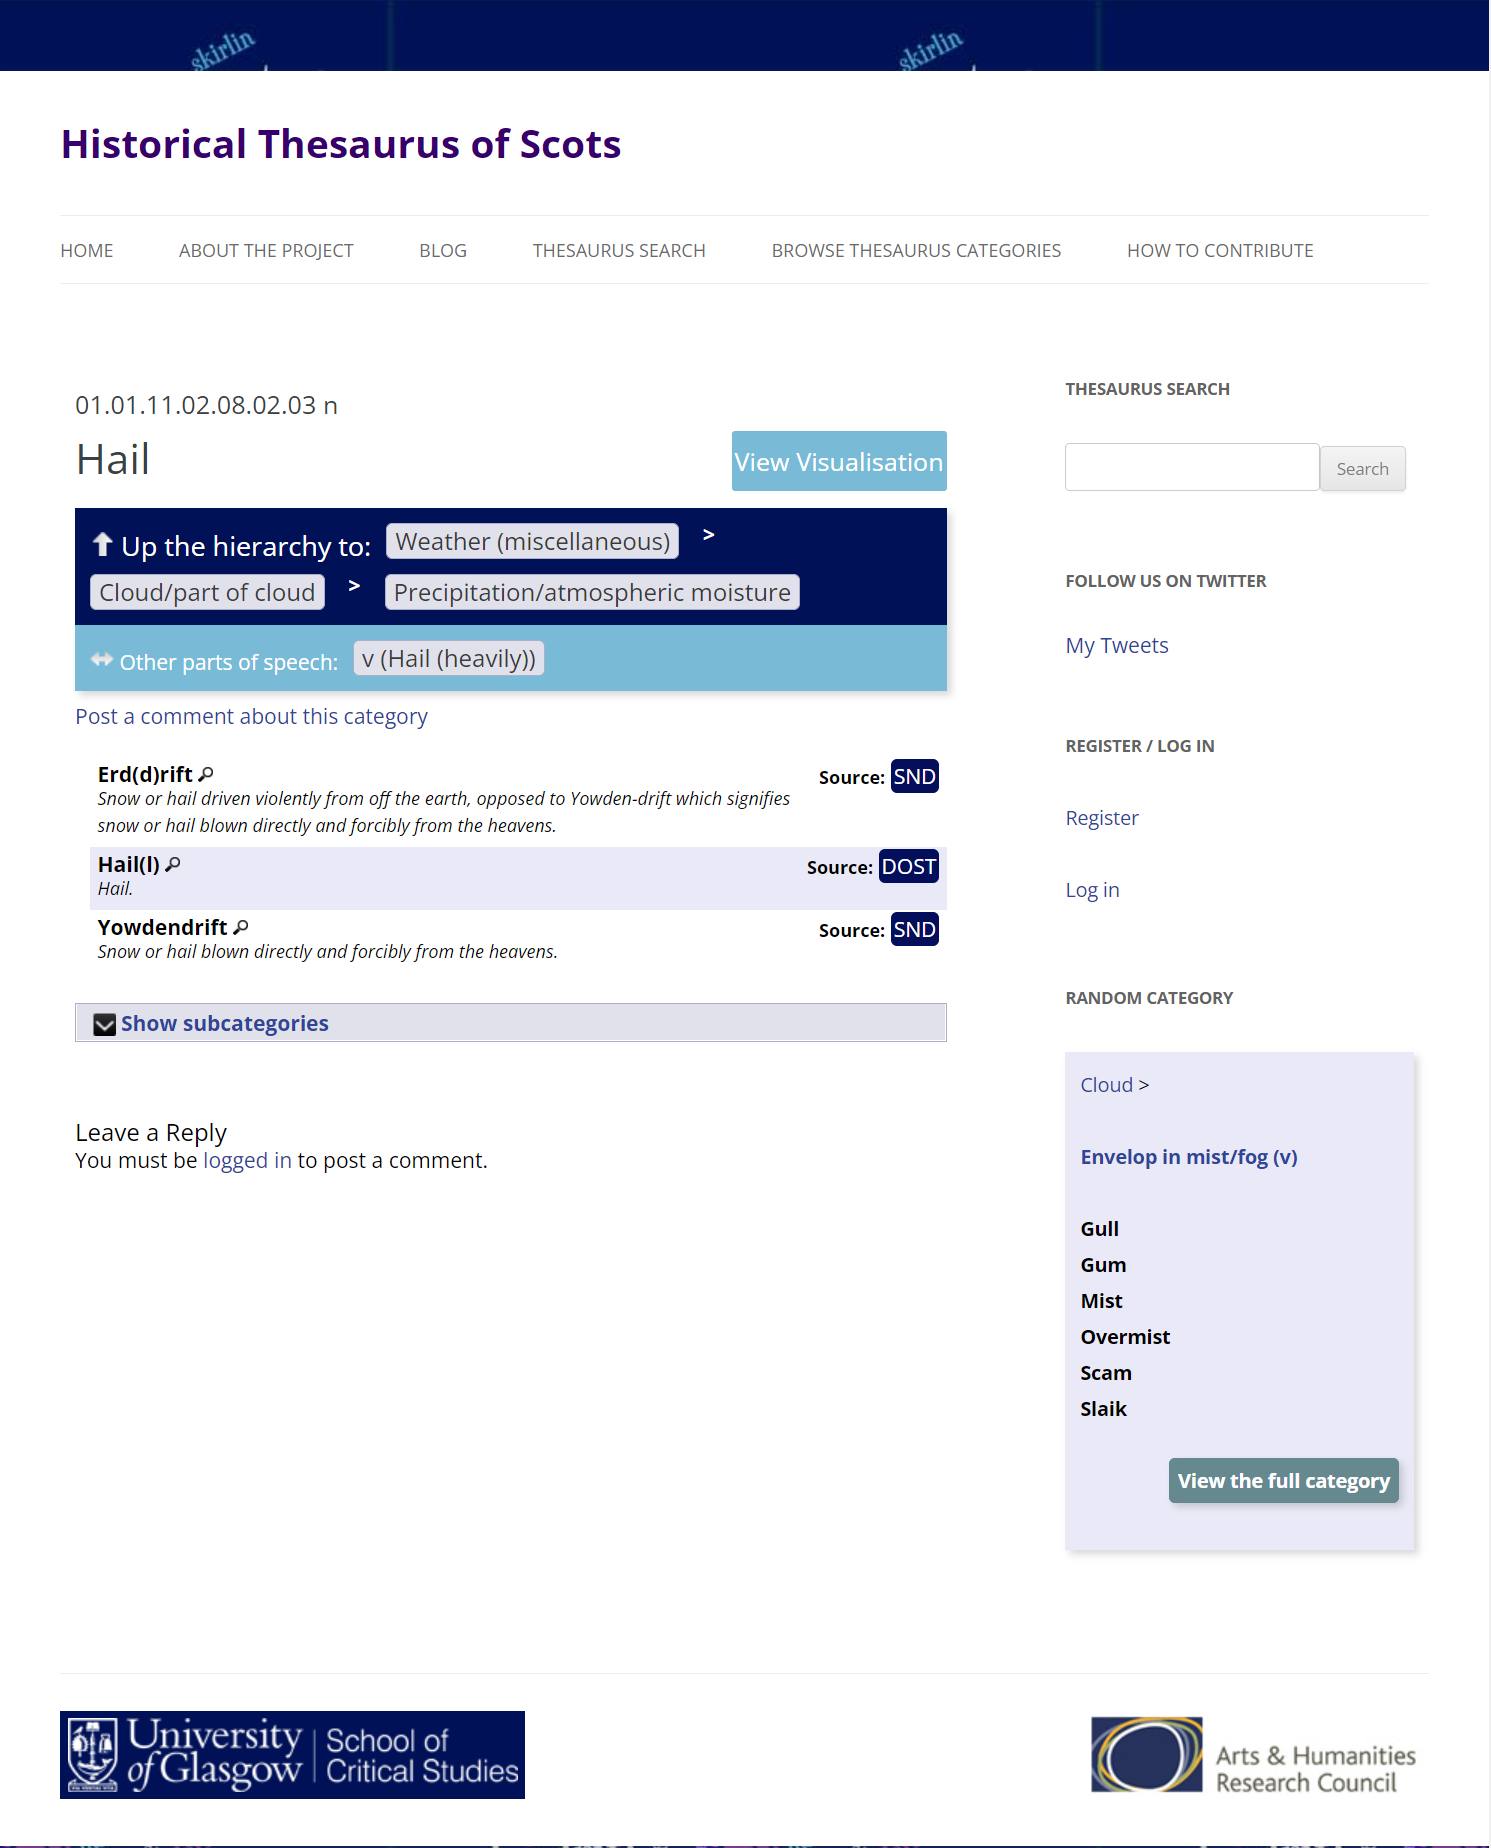 skirlin
skirlin
Historical Thesaurus of Scots
HOME ABOUT THE PROJECT BLOG THESAURUS SEARCH BROWSE THESAURUS CATEGORIES HOW TO CONTRIBUTE
01.01.11.02.08.02.03 n
Hail
View Visualisation
Up the hierarchy to: Weather (miscellaneous) >
Cloud/part of cloud > Precipitation/atmospheric moisture
Other parts of speech: v (Hail (heavily))
Post a comment about this category
Erd(d)rift Source: SND
Snow or hail driven violently from off the earth, opposed to Yowden-drift which signifies
snow or hail blown directly and forcibly from the heavens.
Hail(l) Source: DOST
Hail.
Yowdendrift Source: SND
Snow or hail blown directly and forcibly from the heavens.
Show subcategories
Leave a Reply
You must be logged in to post a comment.
THESAURUS SEARCH
Search
FOLLOW US ON TWITTER
My Tweets
REGISTER / LOG IN
Register
Log in
RANDOM CATEGORY
Cloud >
Envelop in mist/fog (v)
Gull
Gum
Mist
Overmist
Scam
Slaik
View the full category
University
of Glasgow
School of
Critical Studies
Arts & Humanities
Research Council